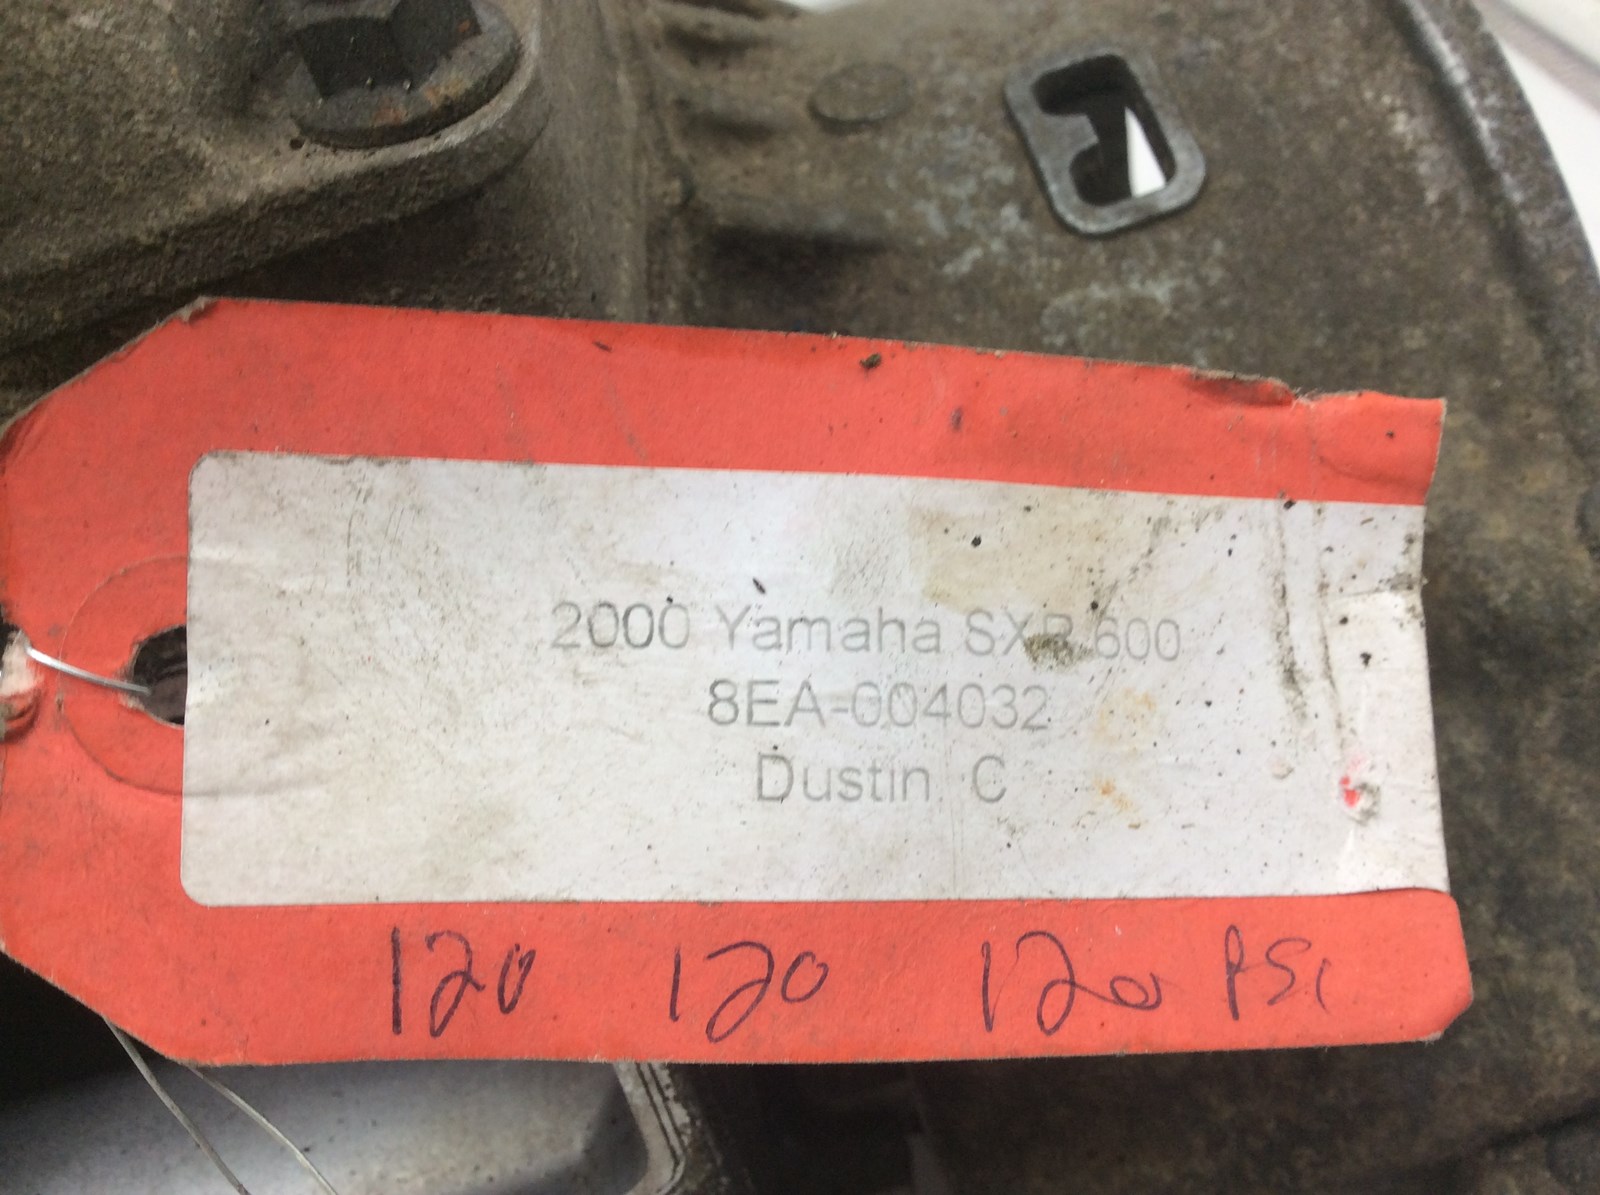 2000 Yamaha SXR 600
8EA-004032
Dustin C
120 120 120 PSI